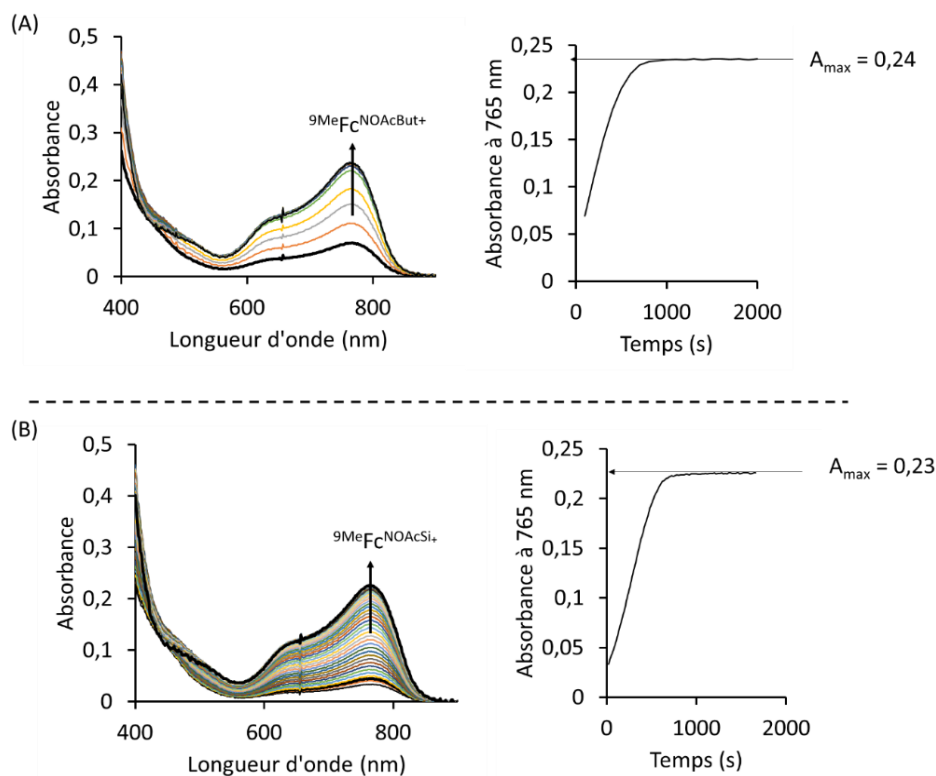 (A)
Absorbance
0,5
0,4
0,3
0,2
0,1
0
400
600
800
Longueur d'onde (nm)
9MeFcNOAcBut+
Absorbance à 765 nm
0,25
0,2
0,15
0,1
0,05
0
0
1000
2000
Temps (s)
Amax = 0,24
(B)
Absorbance
0,5
0,4
0,3
0,2
0,1
0
400
600
800
Longueur d'onde (nm)
9MeFcNOAcSi+
Absorbance à 765 nm
0,25
0,2
0,15
0,1
0,05
0
0
1000
2000
Temps (s)
Amax = 0,23